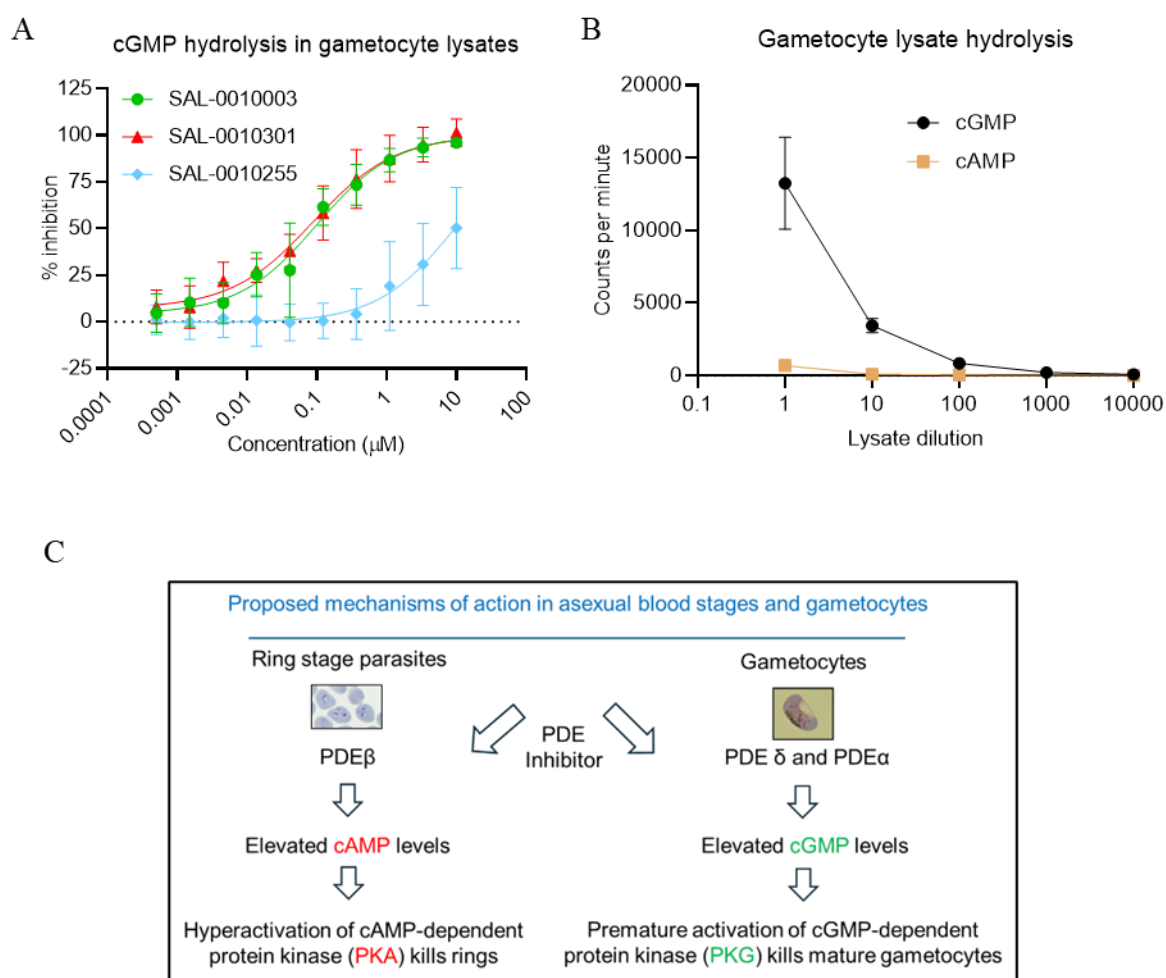 A
cGMP hydrolysis in gametocyte lysates
125
100
75
50
25
0
-25
% inhibition
SAL-0010003
SAL-0010301
SAL-0010255
0.0001
0.001
0.01
0.1
1
10
100
Concentration (μM)
B
Gametocyte lysate hydrolysis
20000
15000
10000
5000
0
Counts per minute
cGMP
cAMP
0.1
1
10
100
1000
10000
Lysate dilution
C
Proposed mechanisms of action in asexual blood stages and gametocytes
Ring stage parasites
Gametocytes
PDE
Inhibitor
PDEβ
PDE δ and PDEα
Elevated cAMP levels
Elevated cGMP levels
Hyperactivation of cAMP-dependent
protein kinase (PKA) kills rings
Premature activation of cGMP-dependent
protein kinase (PKG) kills mature gametocytes